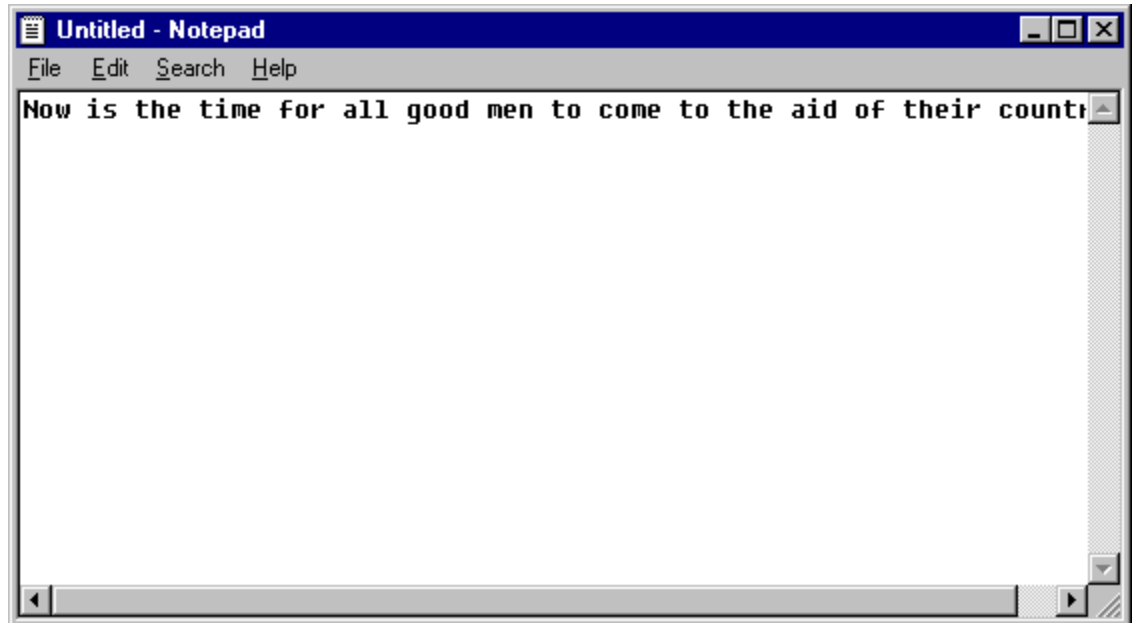 Untitled - Notepad
File Edit Search Help
Now is the time for all good men to come to the aid of their countr